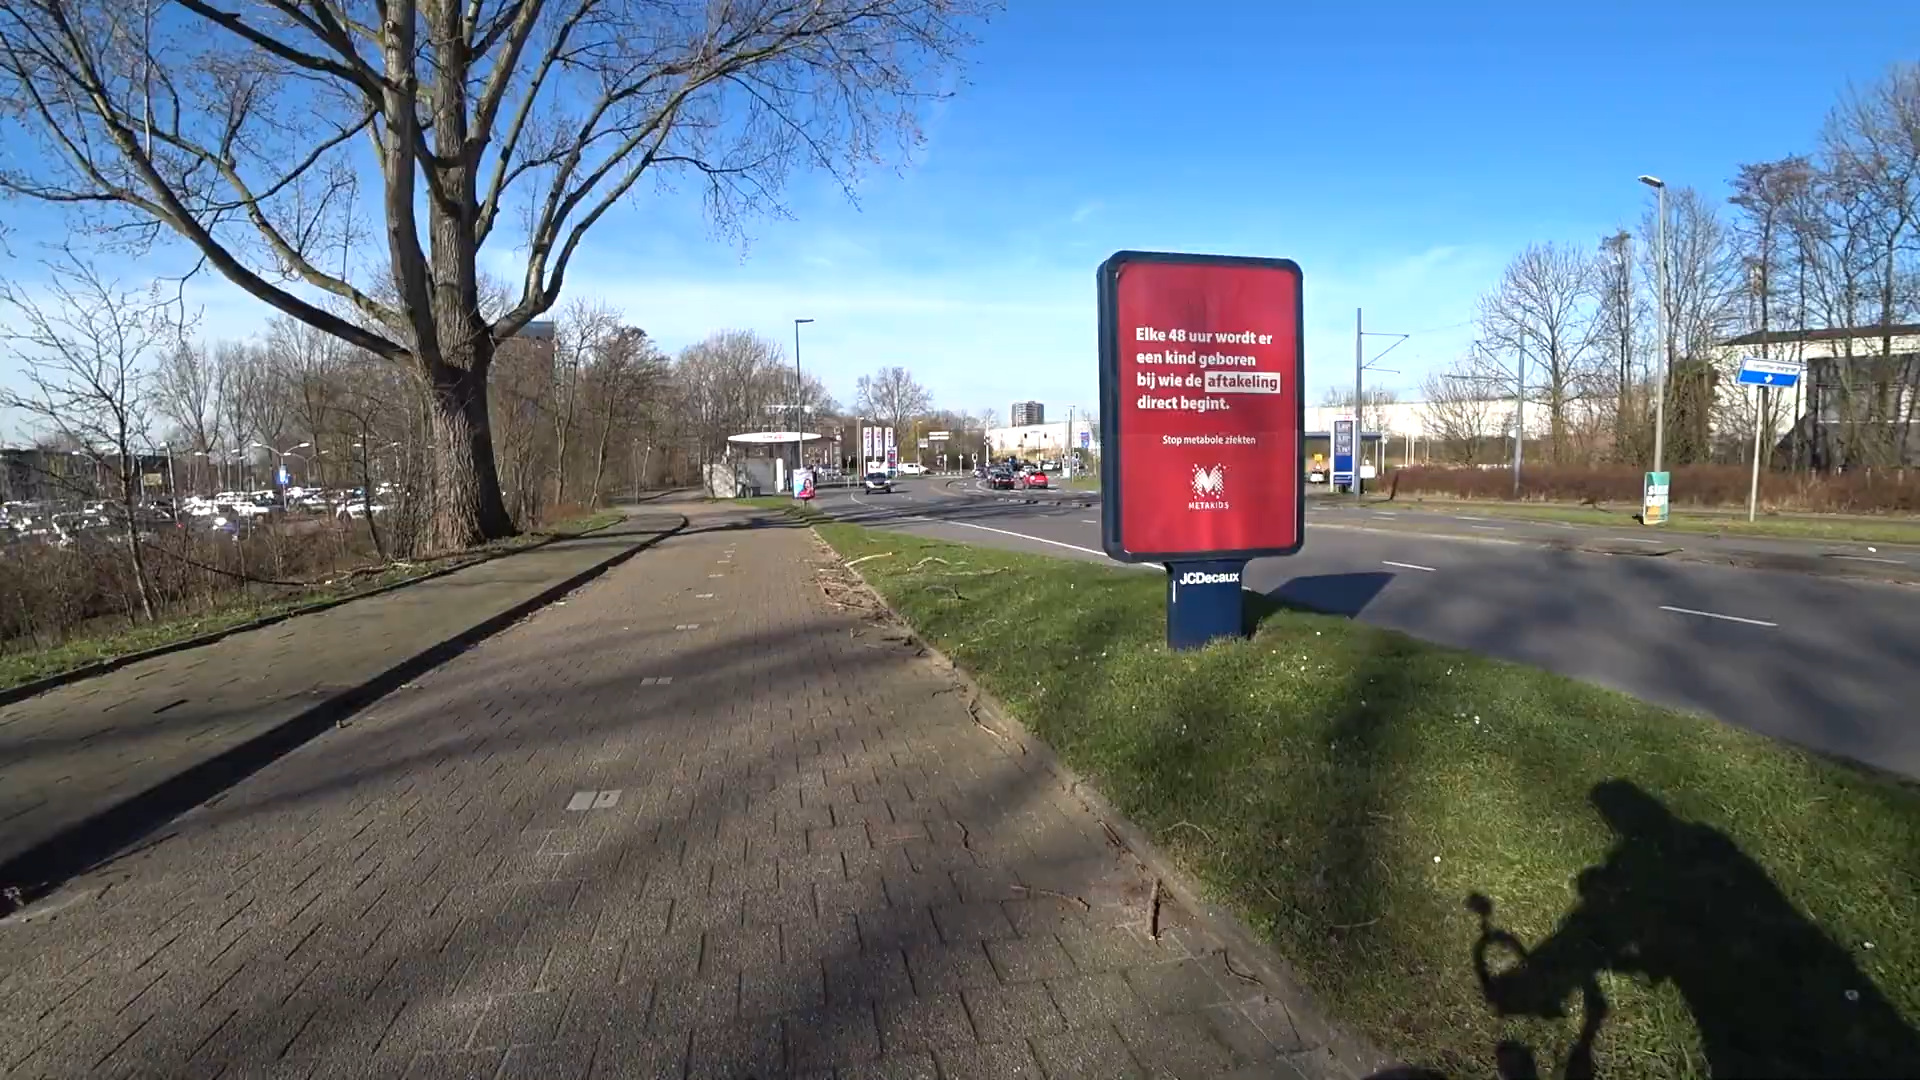 Elke 48 uur wordt er
een kind geboren
bij wie de aftakeling
direct begint.
Stop metabole ziekten
METAKIDS
JCDecaux